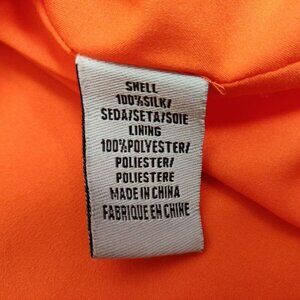 SHELL
100%SILK/
SEDA/SETA/SOIE
LINING
100%POLYESTER/
POLIESTER/
POLIESTERE
MADE IN CHINA
FABRIQUE EN CHINE